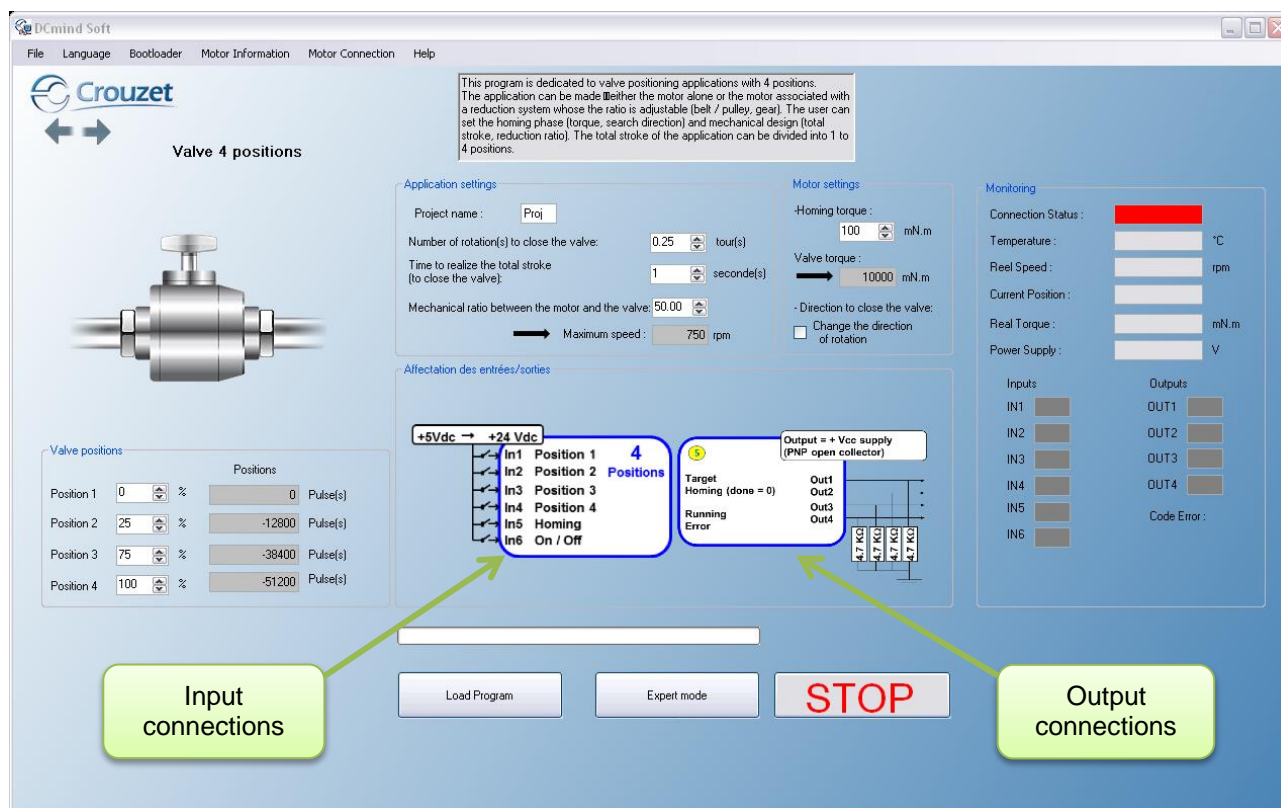 DCmind Soft
File Language Bootloader Motor Information Motor Connection Help
Crouzet
Valve 4 positions
This program is dedicated to valve positioning applications with 4 positions.
The application can be made either the motor alone or the motor associated with
a reduction system whose the ratio is adjustable (belt / pulley, gear). The user can
set the homing phase (torque, search direction) and mechanical design (total
stroke, reduction ratio). The total stroke of the application can be divided into 1 to
4 positions.
Application settings
Project name : Proj
Number of rotation(s) to close the valve: 0.25 tour(s)
Time to realize the total stroke
(to close the valve): 1 seconde(s)
Mechanical ratio between the motor and the valve: 50.00
Maximum speed : 750 rpm
Motor settings
-Homing torque :
100 mN.m
Valve torque :
10000 mN.m
- Direction to close the valve:
Change the direction
of rotation
Monitoring
Connection Status :
Temperature : °C
Reel Speed : rpm
Current Position :
Real Torque : mN.m
Power Supply : V
Inputs Outputs
IN1 OUT1
IN2 OUT2
IN3 OUT3
IN4 OUT4
IN5
IN6
Code Error :
Affectation des entrées/sorties
+5Vdc → +24 Vdc
In1 Position 1
In2 Position 2
In3 Position 3
In4 Position 4
In5 Homing
In6 On / Off
4
Positions
5
Output = + Vcc supply
(PNP open collector)
Target Out1
Homing (done = 0) Out2
Running Out3
Error Out4
4.7 KΩ
4.7 KΩ
4.7 KΩ
4.7 KΩ
Valve positions
Positions
Position 1 0 % 0 Pulse(s)
Position 2 25 % -12800 Pulse(s)
Position 3 75 % -38400 Pulse(s)
Position 4 100 % -51200 Pulse(s)
Input
connections
Load Program
Expert mode
STOP
Output
connections